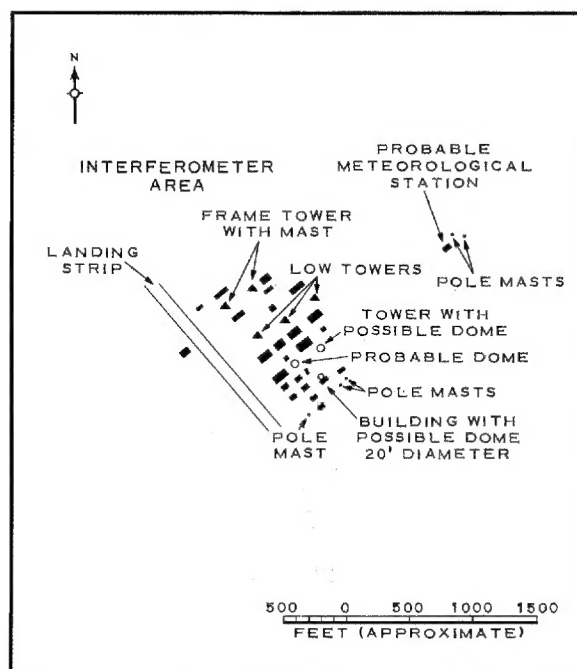 N
PROBABLE
METEOROLOGICAL
STATION
INTERFEROMETER
AREA
FRAME TOWER
WITH MAST
POLE MASTS
LANDING
STRIP
LOW TOWERS
TOWER WITH
POSSIBLE DOME
PROBABLE DOME
POLE MASTS
BUILDING WITH
POSSIBLE DOME
20' DIAMETER
POLE
MAST
500 0 500 1000 1500
FEET (APPROXIMATE)